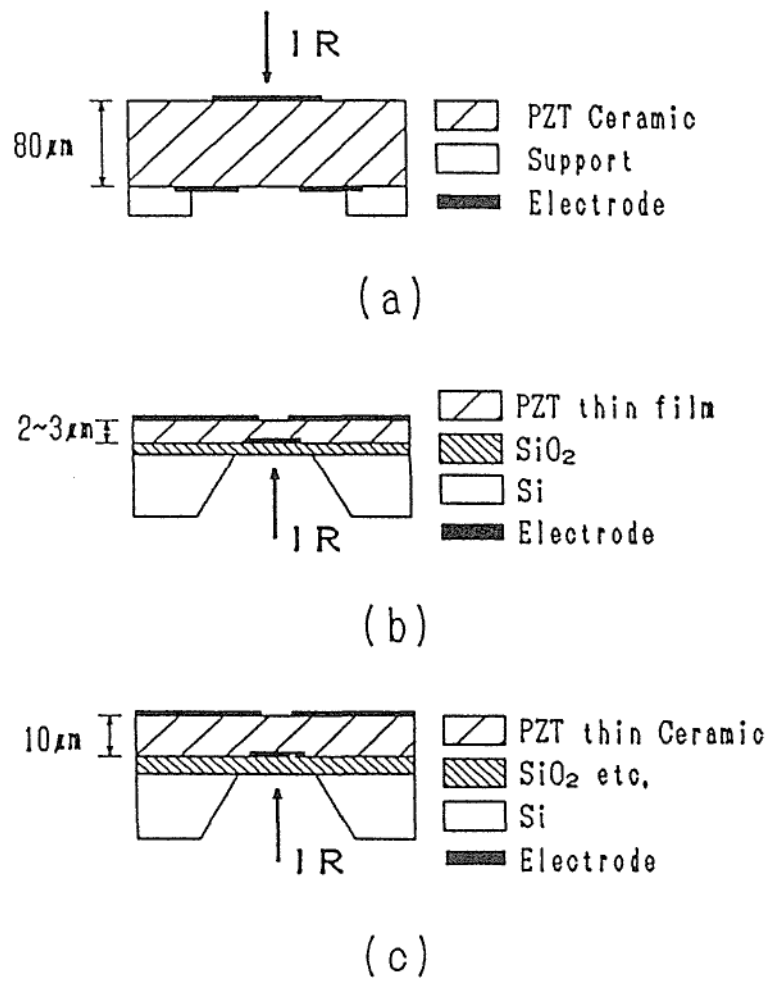 IR
80μm
PZT Ceramic
Support
Electrode
(a)
2~3μm
PZT thin film
SiO₂
Si
Electrode
IR
(b)
10μm
PZT thin Ceramic
SiO₂ etc.
Si
Electrode
IR
(c)